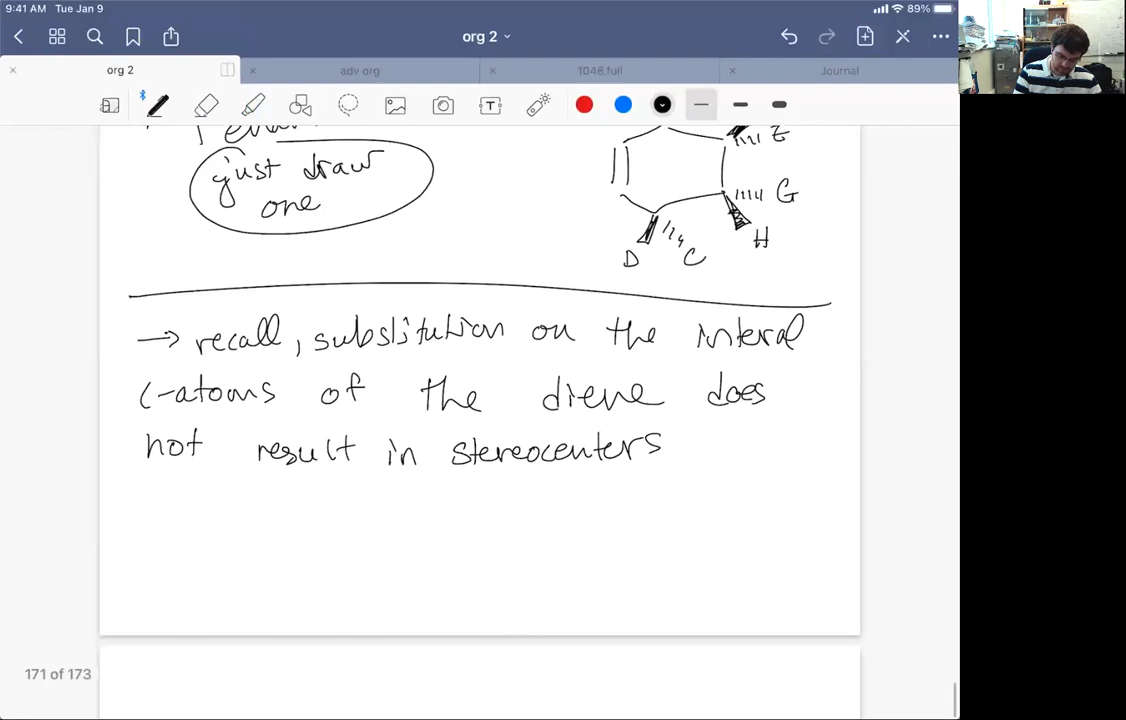 9:41 AM Tue Jan 9
89%
org 2
org 2
adv org
1048.full
Journal
T
just draw
one
E
G
H
D
C
→ recall, substitution on the interal
C-atoms of the diene does
not result in stereocenters
171 of 173